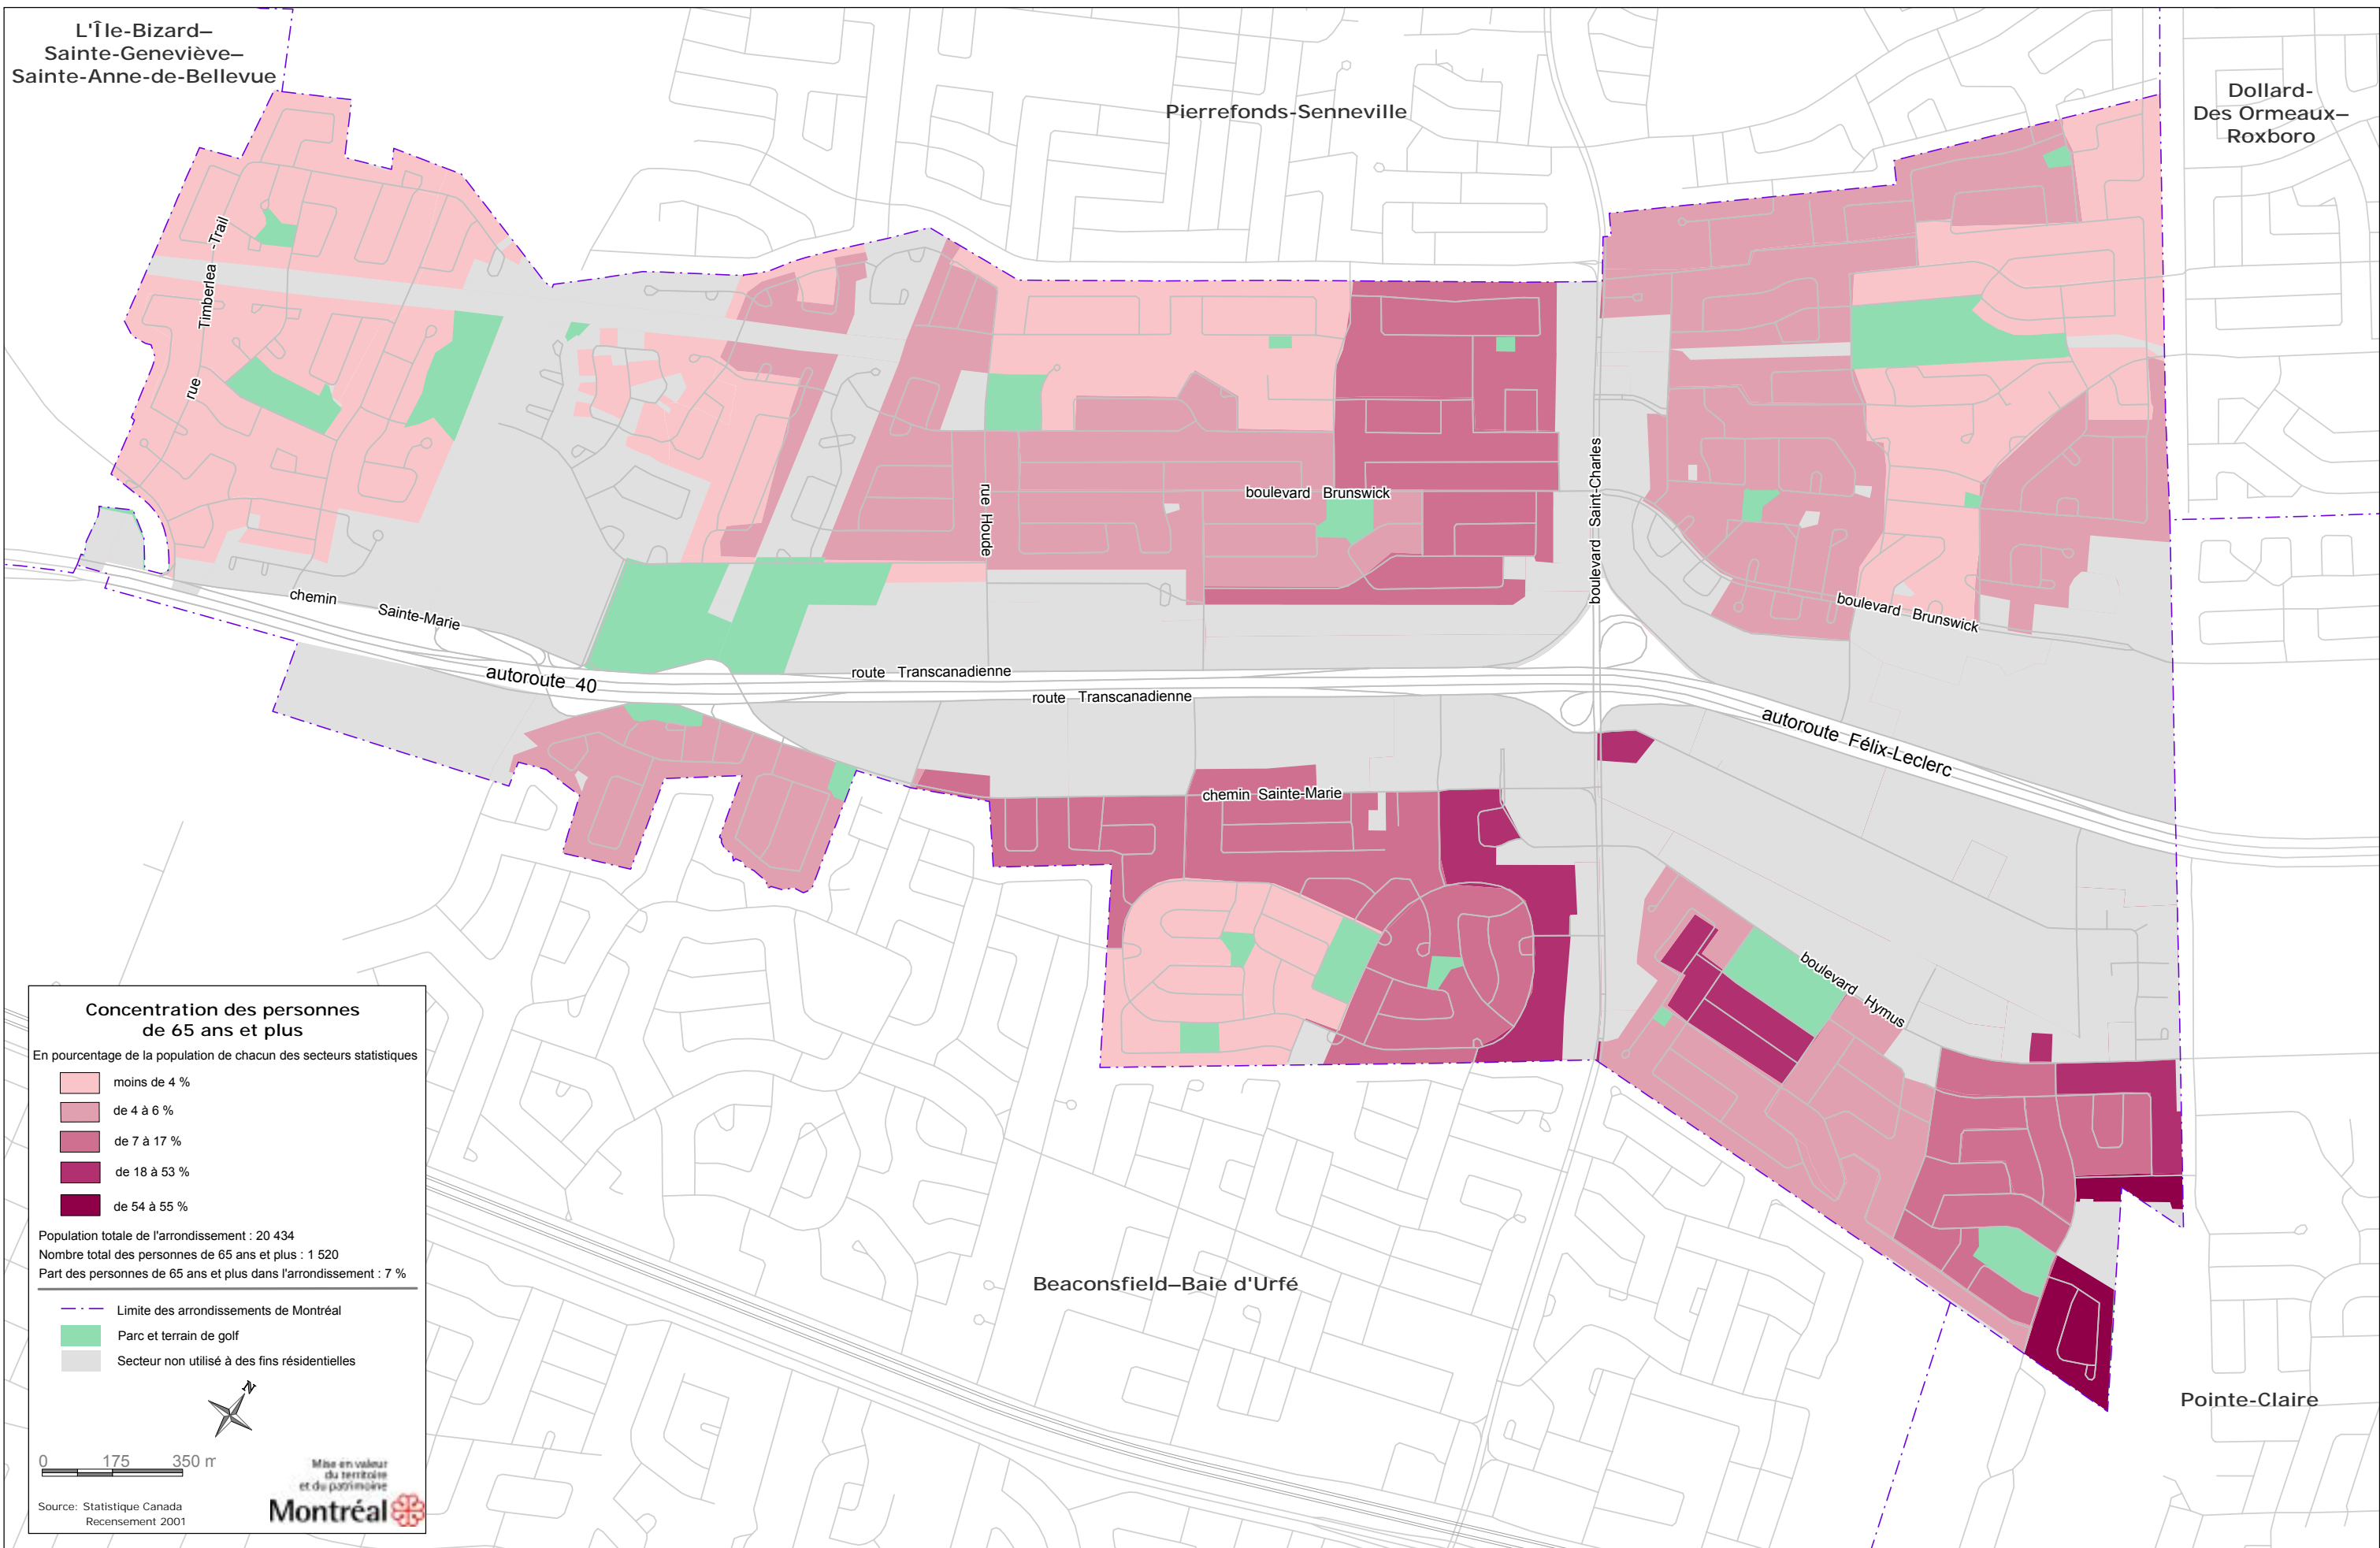 L'Île-Bizard–
Sainte-Geneviève–
Sainte-Anne-de-Bellevue
Pierrefonds-Senneville
Dollard-
Des Ormeaux–
Roxboro
rue Timberlea -Trail
rue Houde
boulevard Brunswick
boulevard Saint-Charles
boulevard Brunswick
chemin Sainte-Marie
autoroute 40
route Transcanadienne
route Transcanadienne
autoroute Félix-Leclerc
chemin Sainte-Marie
boulevard Hymus
Beaconsfield–Baie d'Urfé
Pointe-Claire
Concentration des personnes
de 65 ans et plus
En pourcentage de la population de chacun des secteurs statistiques
moins de 4 %
de 4 à 6 %
de 7 à 17 %
de 18 à 53 %
de 54 à 55 %
Population totale de l'arrondissement : 20 434
Nombre total des personnes de 65 ans et plus : 1 520
Part des personnes de 65 ans et plus dans l'arrondissement : 7 %
Limite des arrondissements de Montréal
Parc et terrain de golf
Secteur non utilisé à des fins résidentielles
N
0 175 350 m
Mise en valeur
du territoire
et du patrimoine
Montréal
Source: Statistique Canada
Recensement 2001